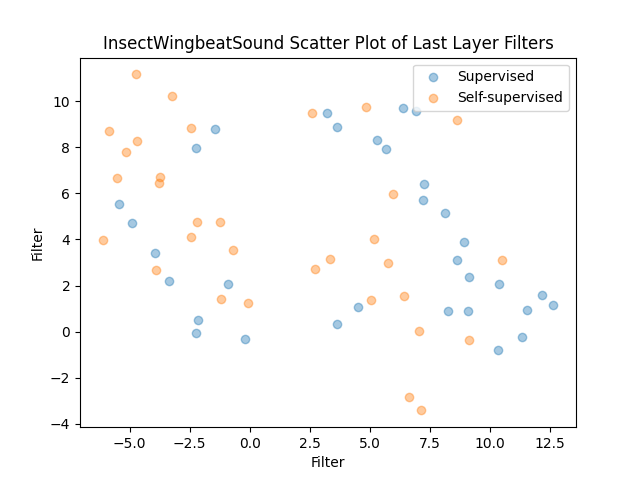 InsectWingbeatSound Scatter Plot of Last Layer Filters
Supervised
Self-supervised
10
8
6
4
2
0
−2
−4
Filter
−5.0 −2.5 0.0 2.5 5.0 7.5 10.0 12.5
Filter